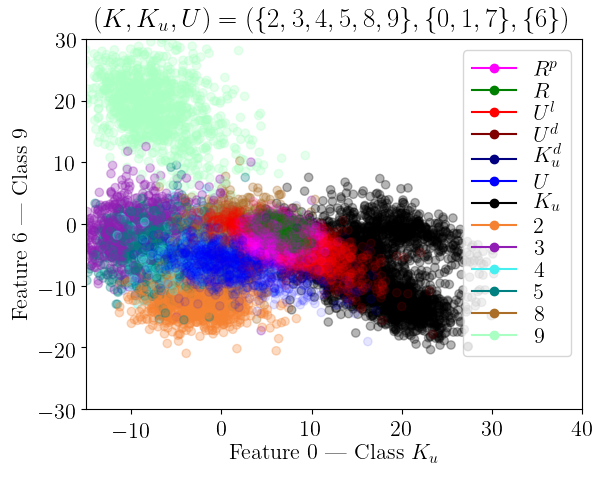 (K, K_u, U) = ({2, 3, 4, 5, 8, 9}, {0, 1, 7}, {6})
30
20
10
0
−10
−20
−30
Feature 6 — Class 9
−10
0
10
20
30
40
Feature 0 — Class K_u
R^p
R
U^l
U^d
K_u^d
U
K_u
2
3
4
5
8
9